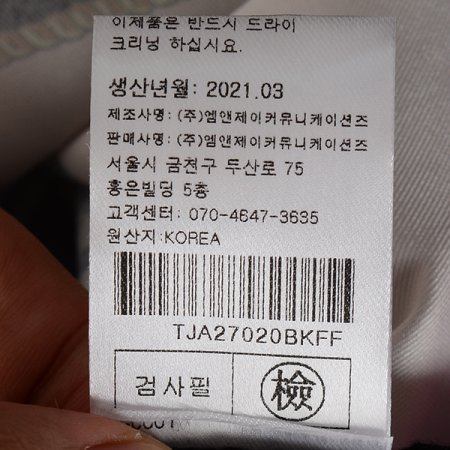 이제품은 반드시 드라이
크리닝 하십시요.
생산년월: 2021.03
제조사명: (주)엠앤제이커뮤니케이션즈
판매사명: (주)엠앤제이커뮤니케이션즈
서울시 금천구 두산로 75
홍은빌딩 5층
고객센터: 070-4647-3635
원산지:KOREA
TJA27020BKFF
검사필 檢